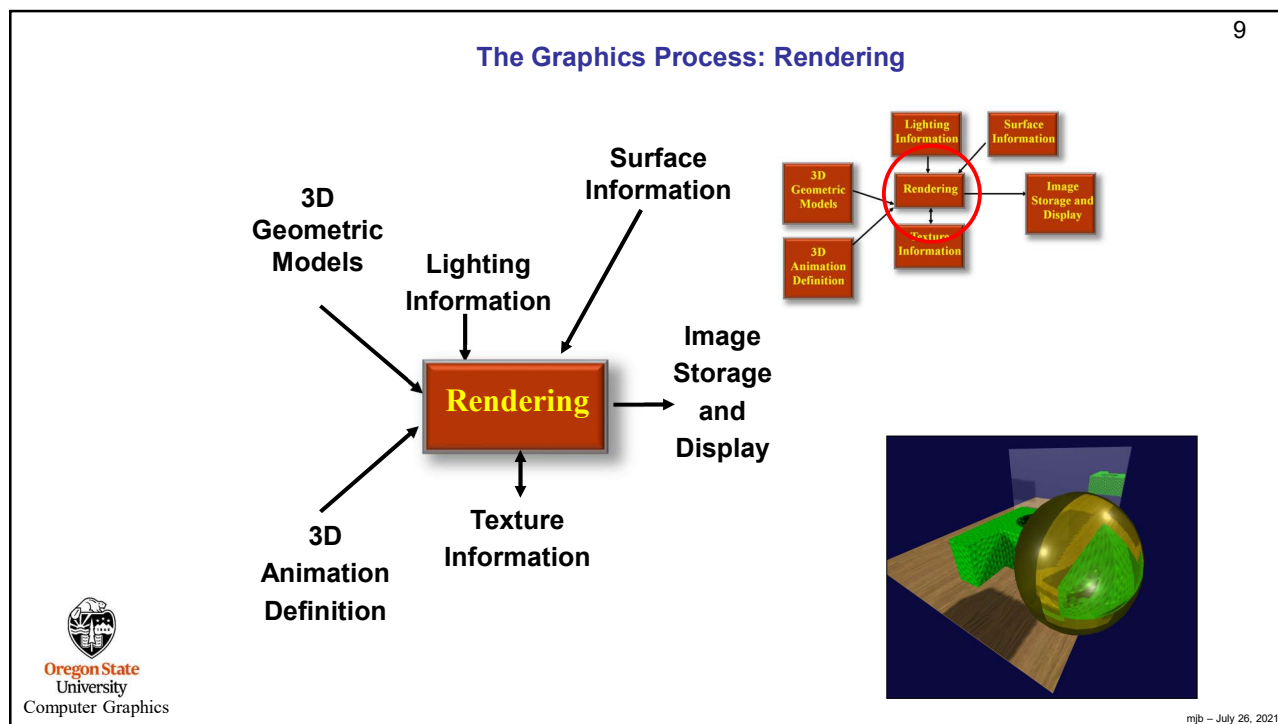 9
The Graphics Process: Rendering
3D
Geometric
Models
Lighting
Information
Surface
Information
Rendering
Image
Storage
and
Display
3D
Animation
Definition
Texture
Information
Lighting
Information
Surface
Information
3D
Geometric
Models
Rendering
Image
Storage and
Display
Texture
Information
3D
Animation
Definition
Oregon State
University
Computer Graphics
mjb – July 26, 2021